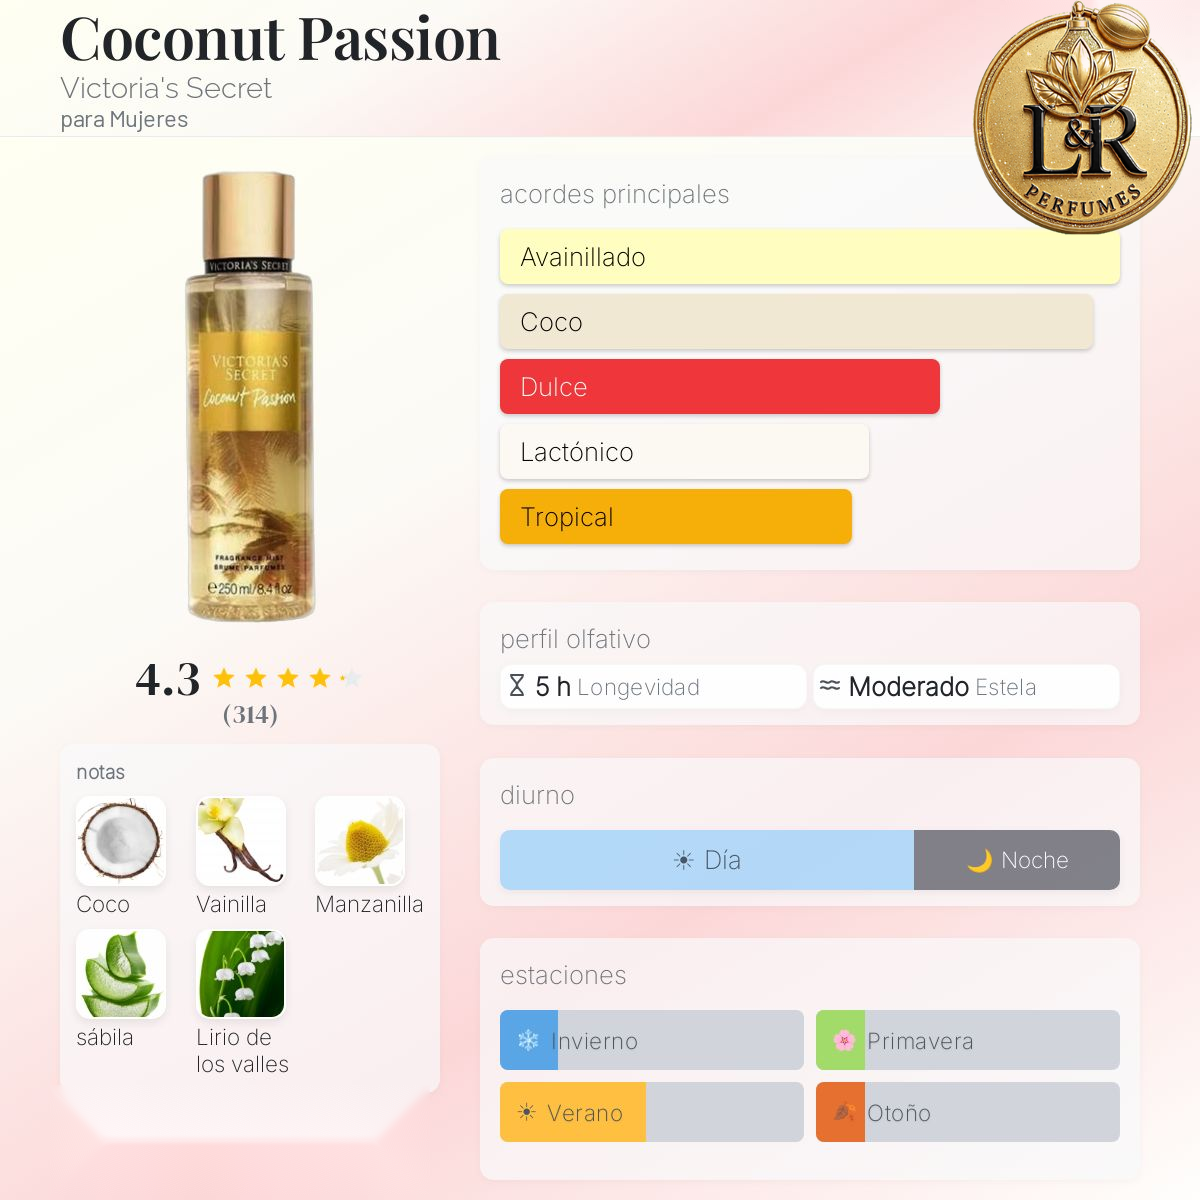 Coconut Passion
Victoria's Secret
para Mujeres
L&R
PERFUMES
VICTORIA'S SECRET
VICTORIA'S
SECRET
Coconut Passion
FRAGRANCE MIST
BRUME PARFUMÉE
℮250 ml/8.4 fl oz
4.3
(314)
notas
Coco
Vainilla
Manzanilla
sábila
Lirio de
los valles
acordes principales
Avainillado
Coco
Dulce
Lactónico
Tropical
perfil olfativo
5 h Longevidad
Moderado Estela
diurno
Día
Noche
estaciones
Invierno
Primavera
Verano
Otoño